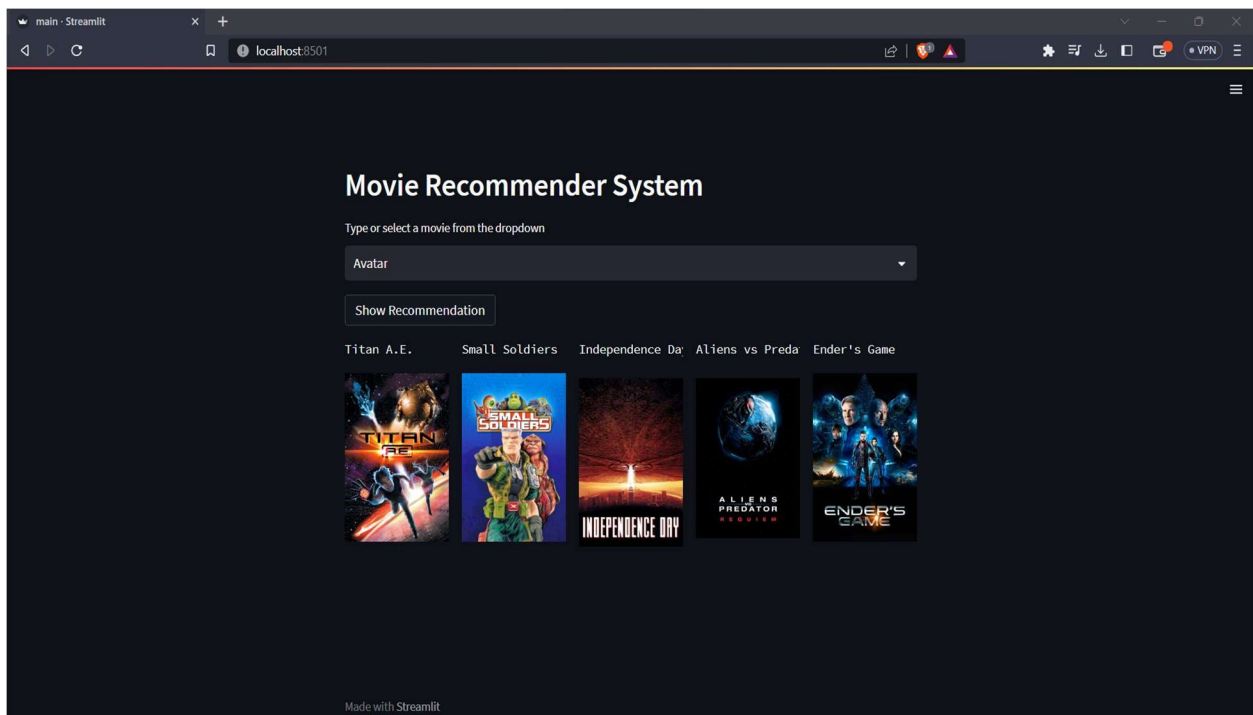 main · Streamlit
localhost:8501
1
VPN
Movie Recommender System
Type or select a movie from the dropdown
Avatar
Show Recommendation
Titan A.E. Small Soldiers Independence Da Aliens vs Preda Ender's Game
TITAN
AE
SMALL
SOLDIERS
INDEPENDENCE DAY
ALIENS
VS.
PREDATOR
REQUIEM
ENDER'S
GAME
Made with Streamlit